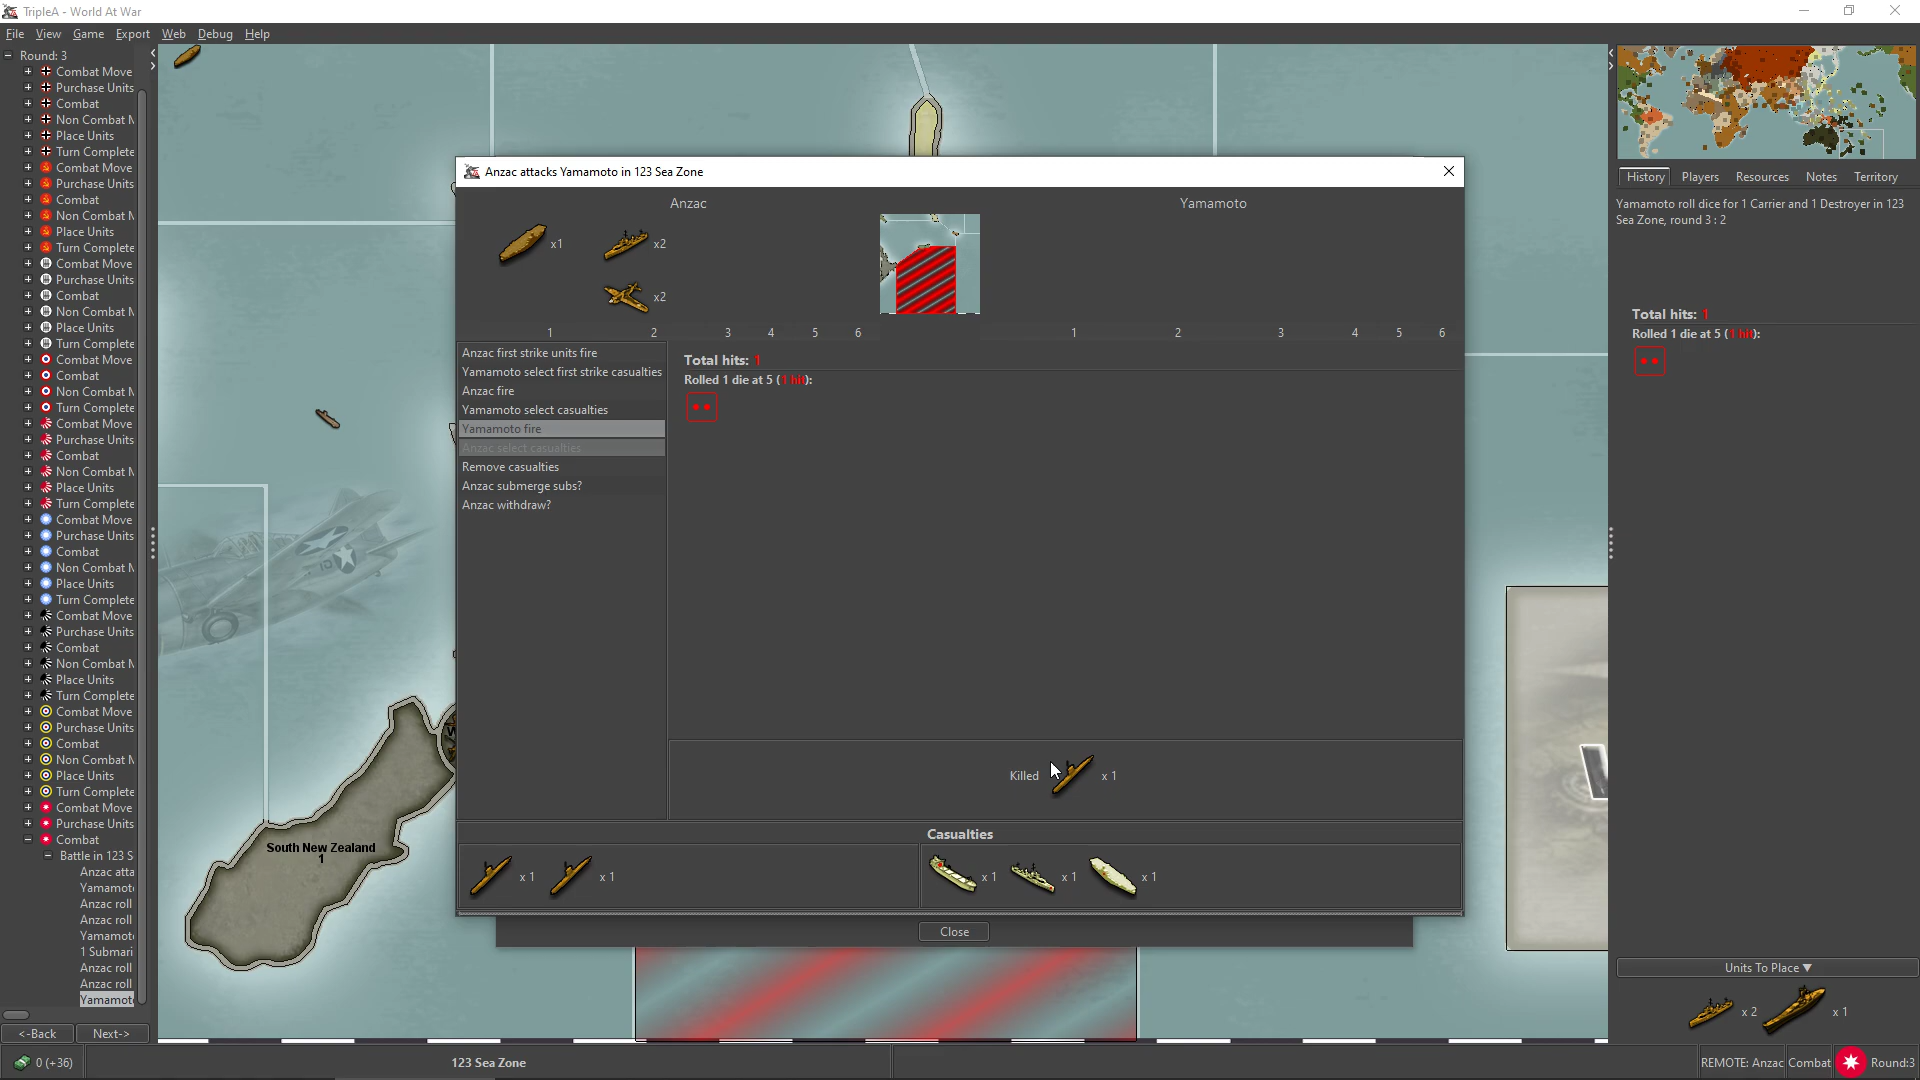 TripleA - World At War
File View Game Export Web Debug Help
Round: 3
Combat Move
Purchase Units
Combat
Non Combat
Place Units
Turn Complete
Combat Move
Purchase Units
Combat
Non Combat
Place Units
Turn Complete
Combat Move
Purchase Units
Combat
Non Combat
Place Units
Turn Complete
Combat Move
Combat
Non Combat
Turn Complete
Combat Move
Purchase Units
Combat
Non Combat
Place Units
Turn Complete
Combat Move
Purchase Units
Combat
Non Combat
Place Units
Turn Complete
Combat Move
Purchase Units
Combat
Non Combat
Place Units
Turn Complete
Combat Move
Purchase Units
Combat
Non Combat
Place Units
Turn Complete
Combat Move
Purchase Units
Combat
Battle in 123 S
Anzac atta
Yamamot
Anzac roll
Anzac roll
Yamamot
1 Submari
Anzac roll
Anzac roll
Yamamot
<-Back Next->
0 (+36)
123 Sea Zone
South New Zealand
1
Anzac attacks Yamamoto in 123 Sea Zone
Anzac Yamamoto
x1 x2
x2
1 2 3 4 5 6 1 2 3 4 5 6
Anzac first strike units fire
Yamamoto select first strike casualties
Anzac fire
Yamamoto select casualties
Yamamoto fire
Anzac select casualties
Remove casualties
Anzac submerge subs?
Anzac withdraw?
Total hits: 1
Rolled 1 die at 5 (1 hit):
Killed x 1
Casualties
x 1 x 1 x 1 x 1 x 1
Close
History Players Resources Notes Territory
Yamamoto roll dice for 1 Carrier and 1 Destroyer in 123
Sea Zone, round 3 : 2
Total hits: 1
Rolled 1 die at 5 (1 hit):
Units To Place ▼
x 2 x 1
REMOTE: Anzac Combat Round:3